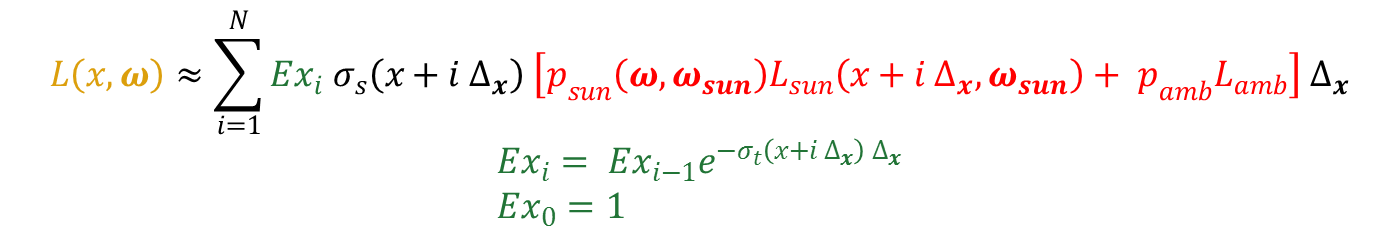 L(x, ω) ≈ ∑_{i=1}^{N} Ex_i σ_s(x + i Δ_x) [p_sun(ω, ω_sun)L_sun(x + i Δ_x, ω_sun) + p_amb L_amb] Δ_x
Ex_i = Ex_{i−1}e^{−σ_t(x+i Δ_x) Δ_x}
Ex_0 = 1